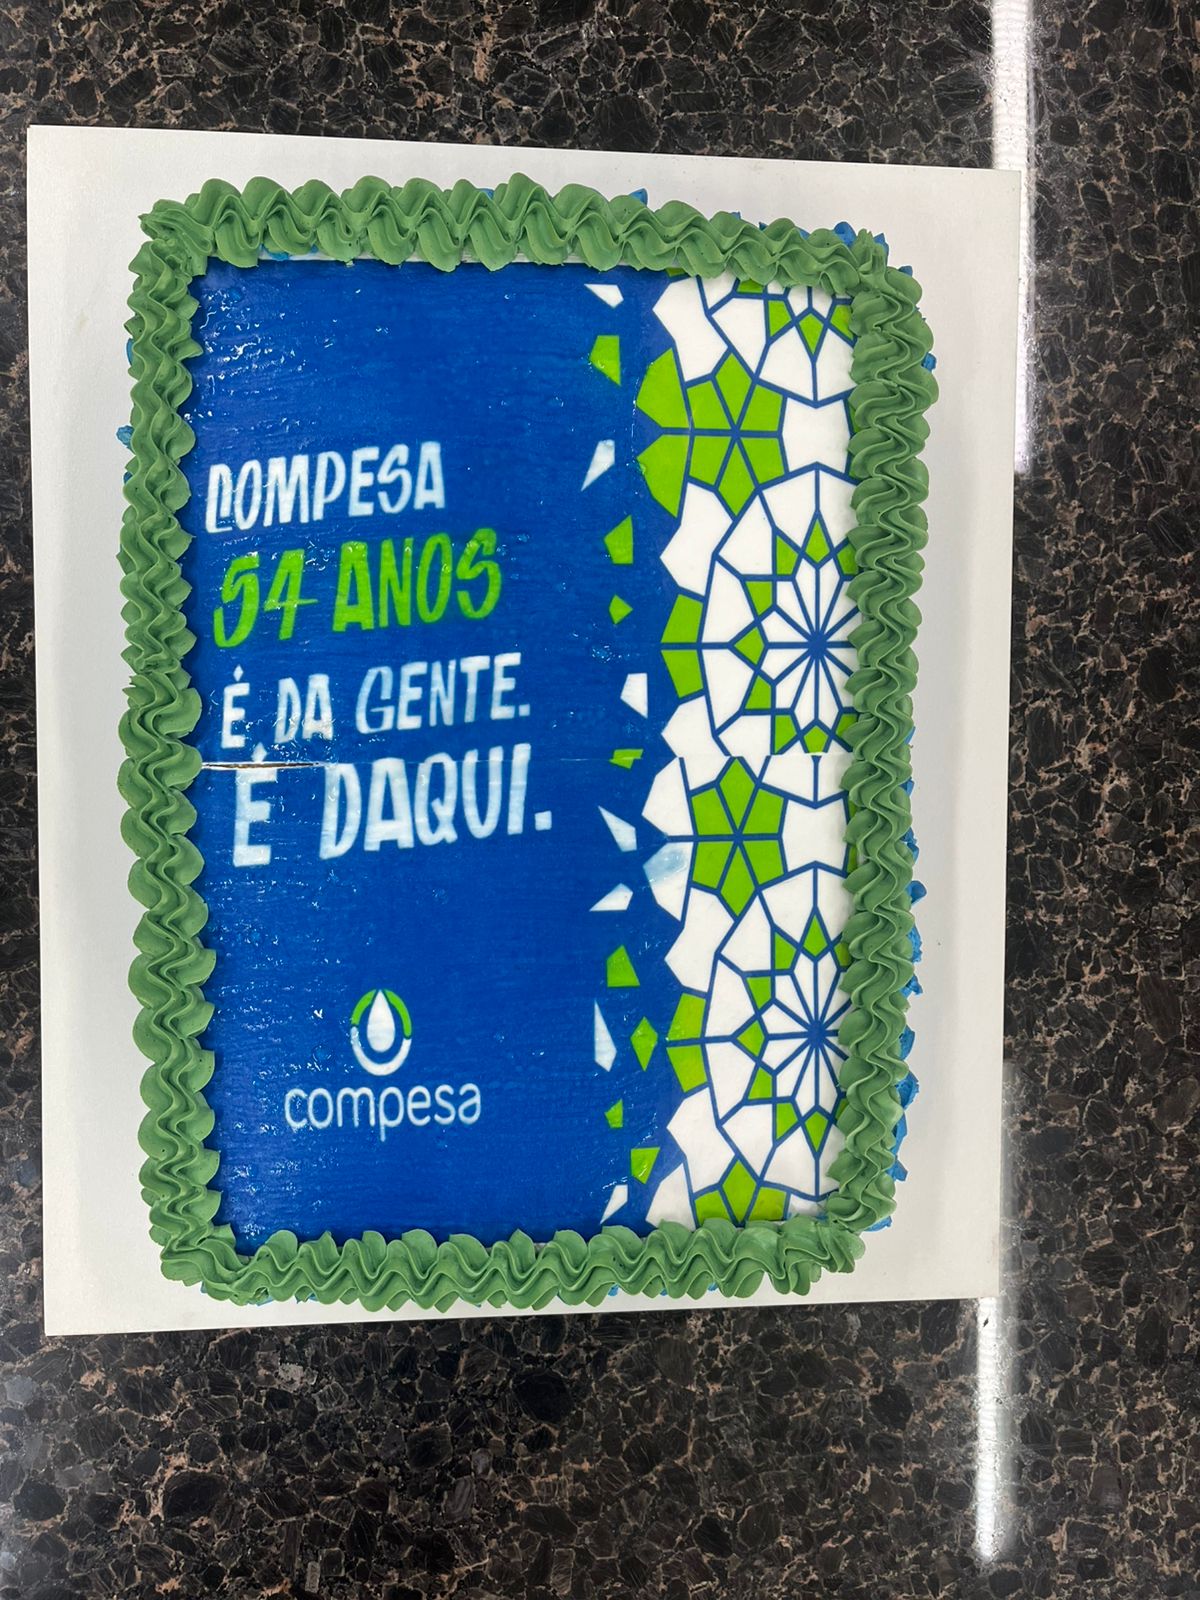 COMPESA
54 ANOS
É DA GENTE.
É DAQUI.
compesa